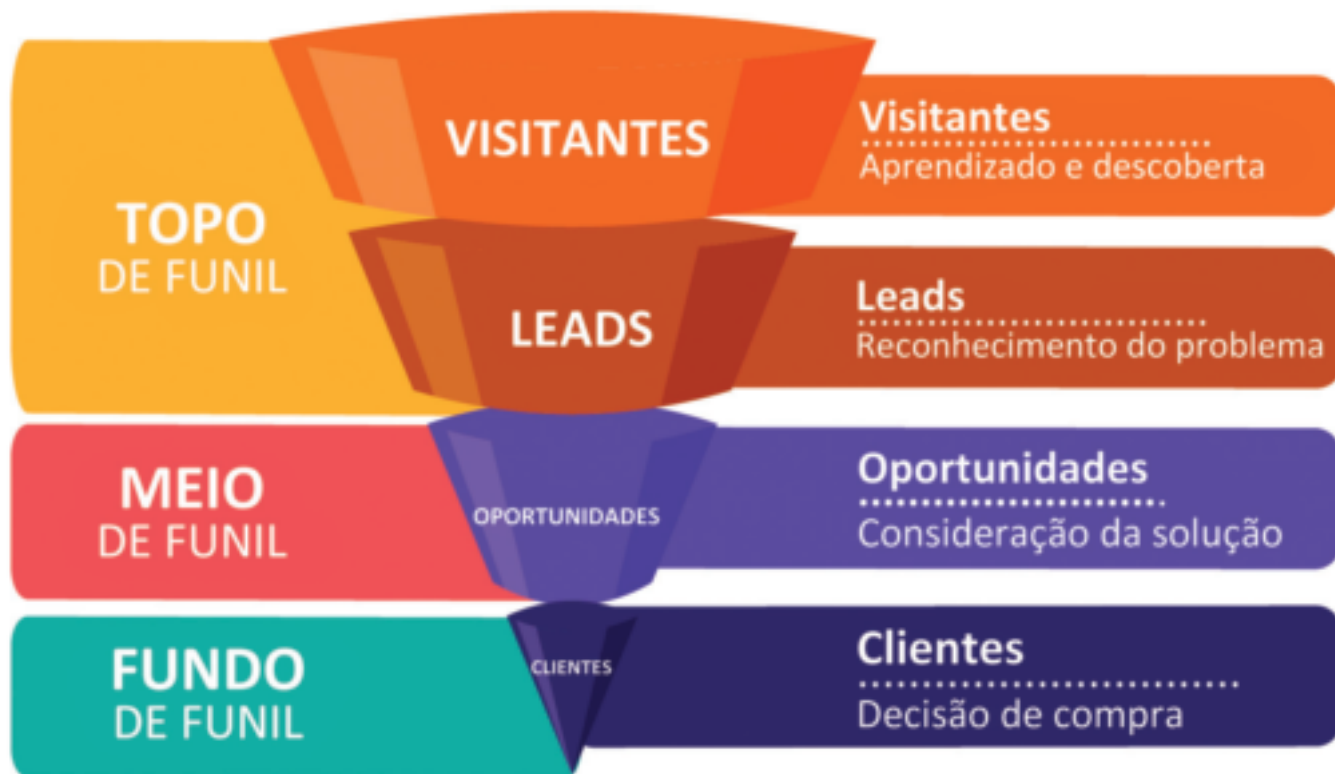 TOPO
DE FUNIL
VISITANTES
Visitantes
Aprendizado e descoberta
LEADS
Leads
Reconhecimento do problema
MEIO
DE FUNIL
OPORTUNIDADES
Oportunidades
Consideração da solução
FUNDO
DE FUNIL
CLIENTES
Clientes
Decisão de compra